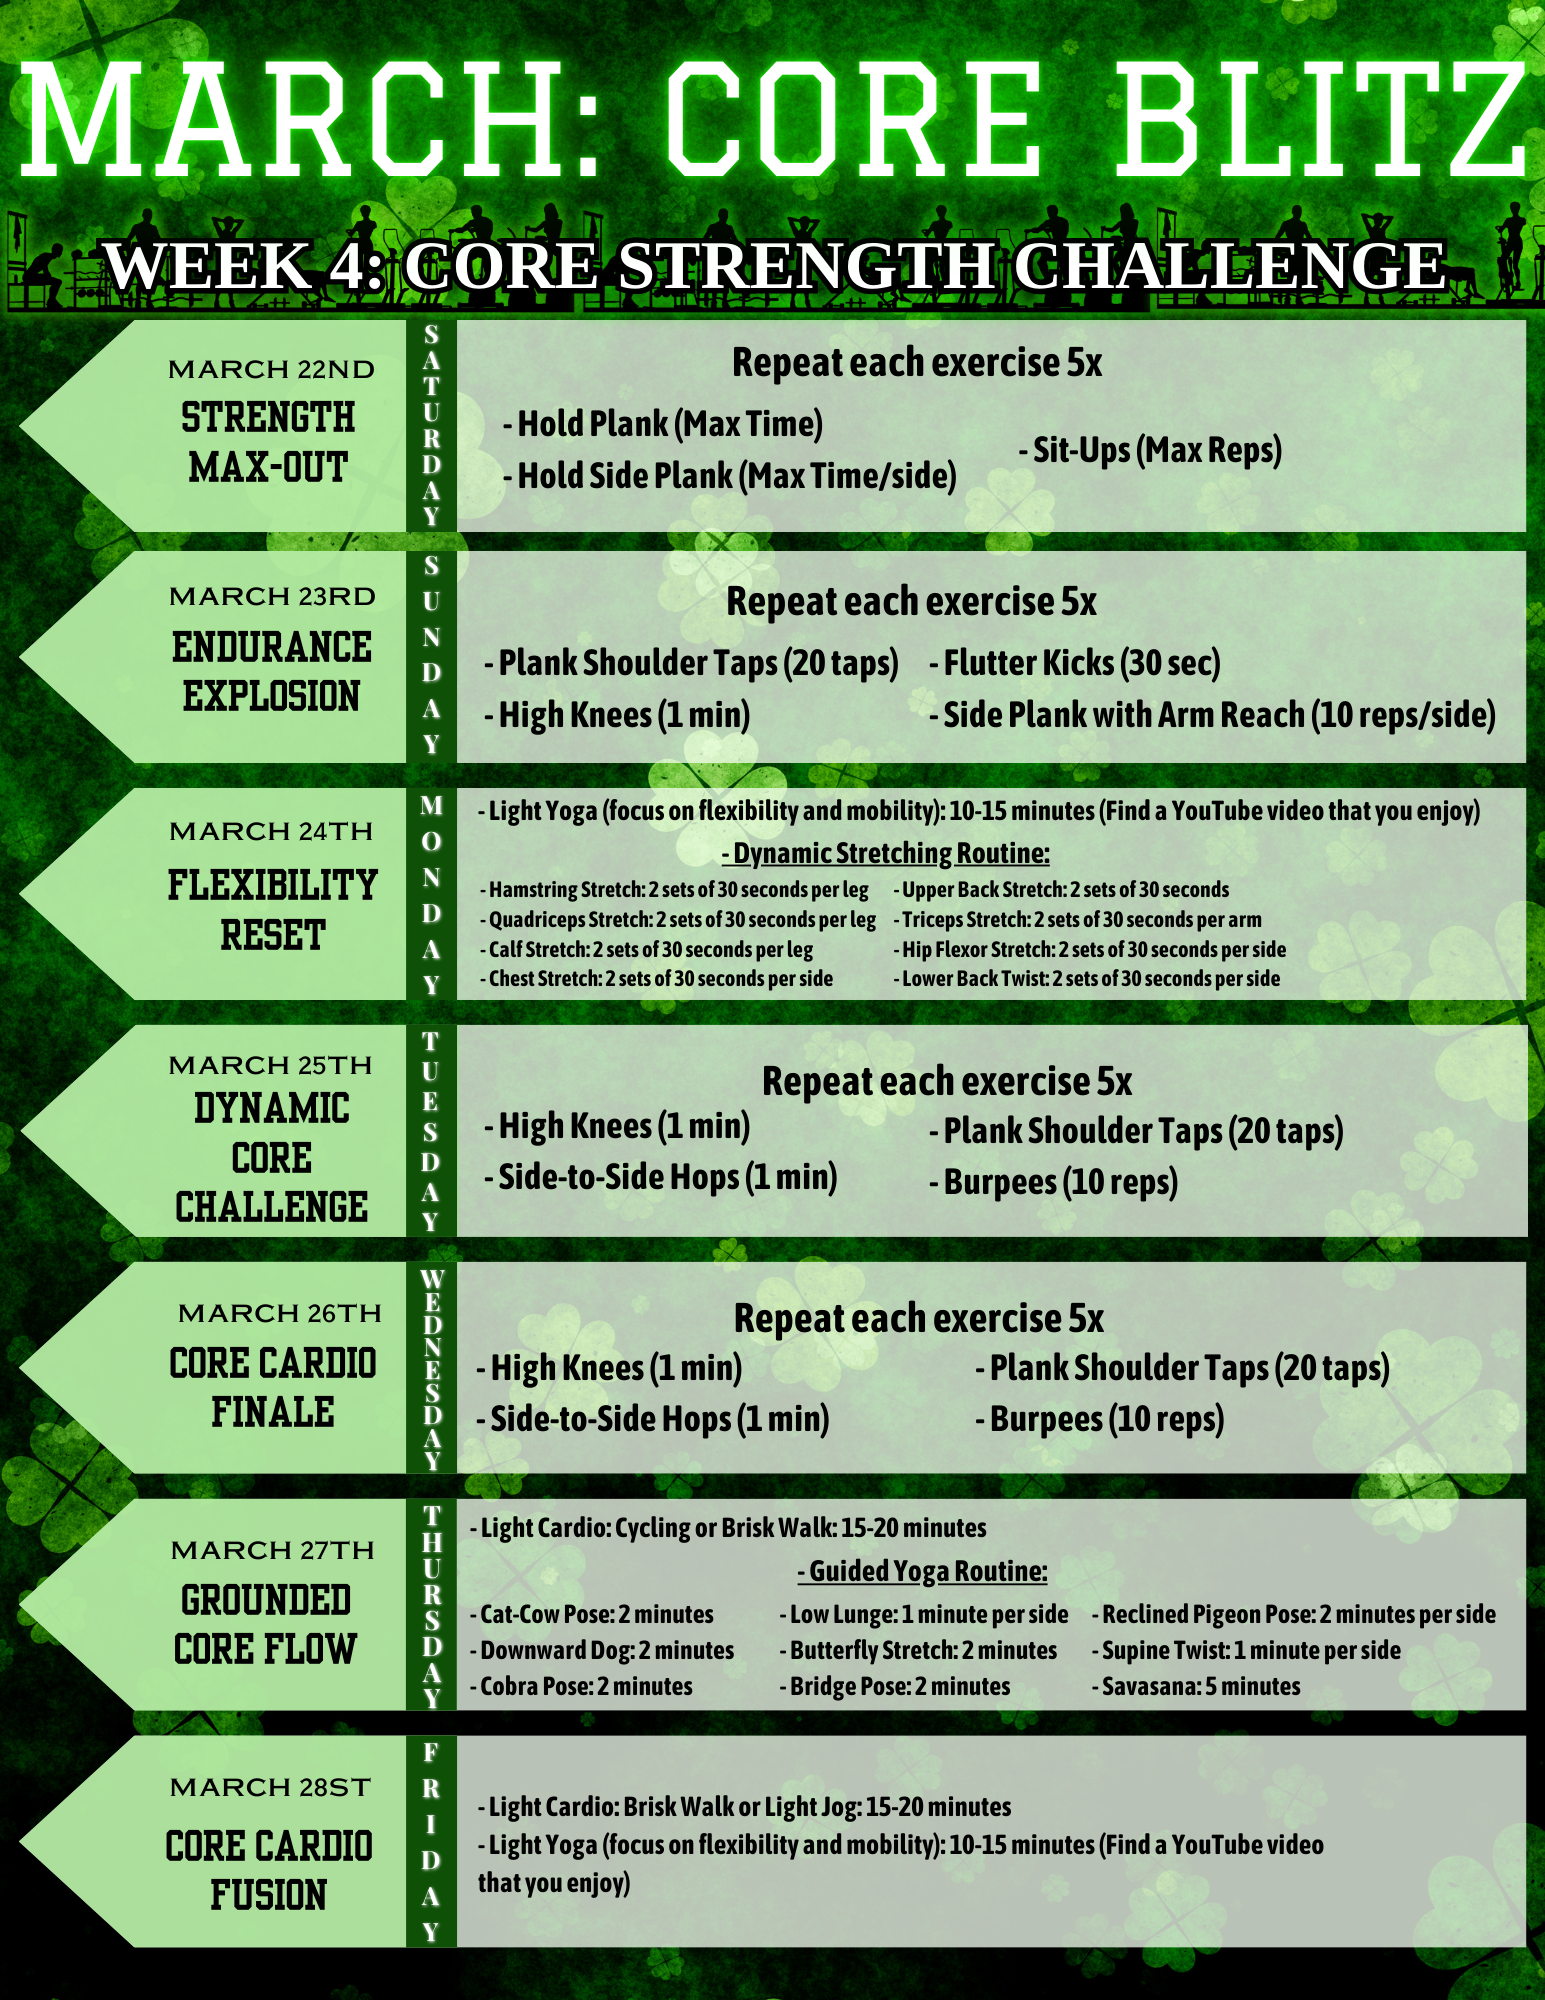 MARCH: CORE BLITZ
WEEK 4: CORE STRENGTH CHALLENGE
MARCH 22ND
STRENGTH
MAX-OUT
SATURDAY
Repeat each exercise 5x
- Hold Plank (Max Time)
- Hold Side Plank (Max Time/side)
- Sit-Ups (Max Reps)
MARCH 23RD
ENDURANCE
EXPLOSION
SUNDAY
Repeat each exercise 5x
- Plank Shoulder Taps (20 taps)
- High Knees (1 min)
- Flutter Kicks (30 sec)
- Side Plank with Arm Reach (10 reps/side)
MARCH 24TH
FLEXIBILITY
RESET
MONDAY
- Light Yoga (focus on flexibility and mobility): 10-15 minutes (Find a YouTube video that you enjoy)
- Dynamic Stretching Routine:
- Hamstring Stretch: 2 sets of 30 seconds per leg
- Quadriceps Stretch: 2 sets of 30 seconds per leg
- Calf Stretch: 2 sets of 30 seconds per leg
- Chest Stretch: 2 sets of 30 seconds per side
- Upper Back Stretch: 2 sets of 30 seconds
- Triceps Stretch: 2 sets of 30 seconds per arm
- Hip Flexor Stretch: 2 sets of 30 seconds per side
- Lower Back Twist: 2 sets of 30 seconds per side
MARCH 25TH
DYNAMIC
CORE
CHALLENGE
TUESDAY
Repeat each exercise 5x
- High Knees (1 min)
- Side-to-Side Hops (1 min)
- Plank Shoulder Taps (20 taps)
- Burpees (10 reps)
MARCH 26TH
CORE CARDIO
FINALE
WEDNESDAY
Repeat each exercise 5x
- High Knees (1 min)
- Side-to-Side Hops (1 min)
- Plank Shoulder Taps (20 taps)
- Burpees (10 reps)
MARCH 27TH
GROUNDED
CORE FLOW
THURSDAY
- Light Cardio: Cycling or Brisk Walk: 15-20 minutes
- Guided Yoga Routine:
- Cat-Cow Pose: 2 minutes
- Downward Dog: 2 minutes
- Cobra Pose: 2 minutes
- Low Lunge: 1 minute per side
- Butterfly Stretch: 2 minutes
- Bridge Pose: 2 minutes
- Reclined Pigeon Pose: 2 minutes per side
- Supine Twist: 1 minute per side
- Savasana: 5 minutes
MARCH 28ST
CORE CARDIO
FUSION
FRIDAY
- Light Cardio: Brisk Walk or Light Jog: 15-20 minutes
- Light Yoga (focus on flexibility and mobility): 10-15 minutes (Find a YouTube video
that you enjoy)